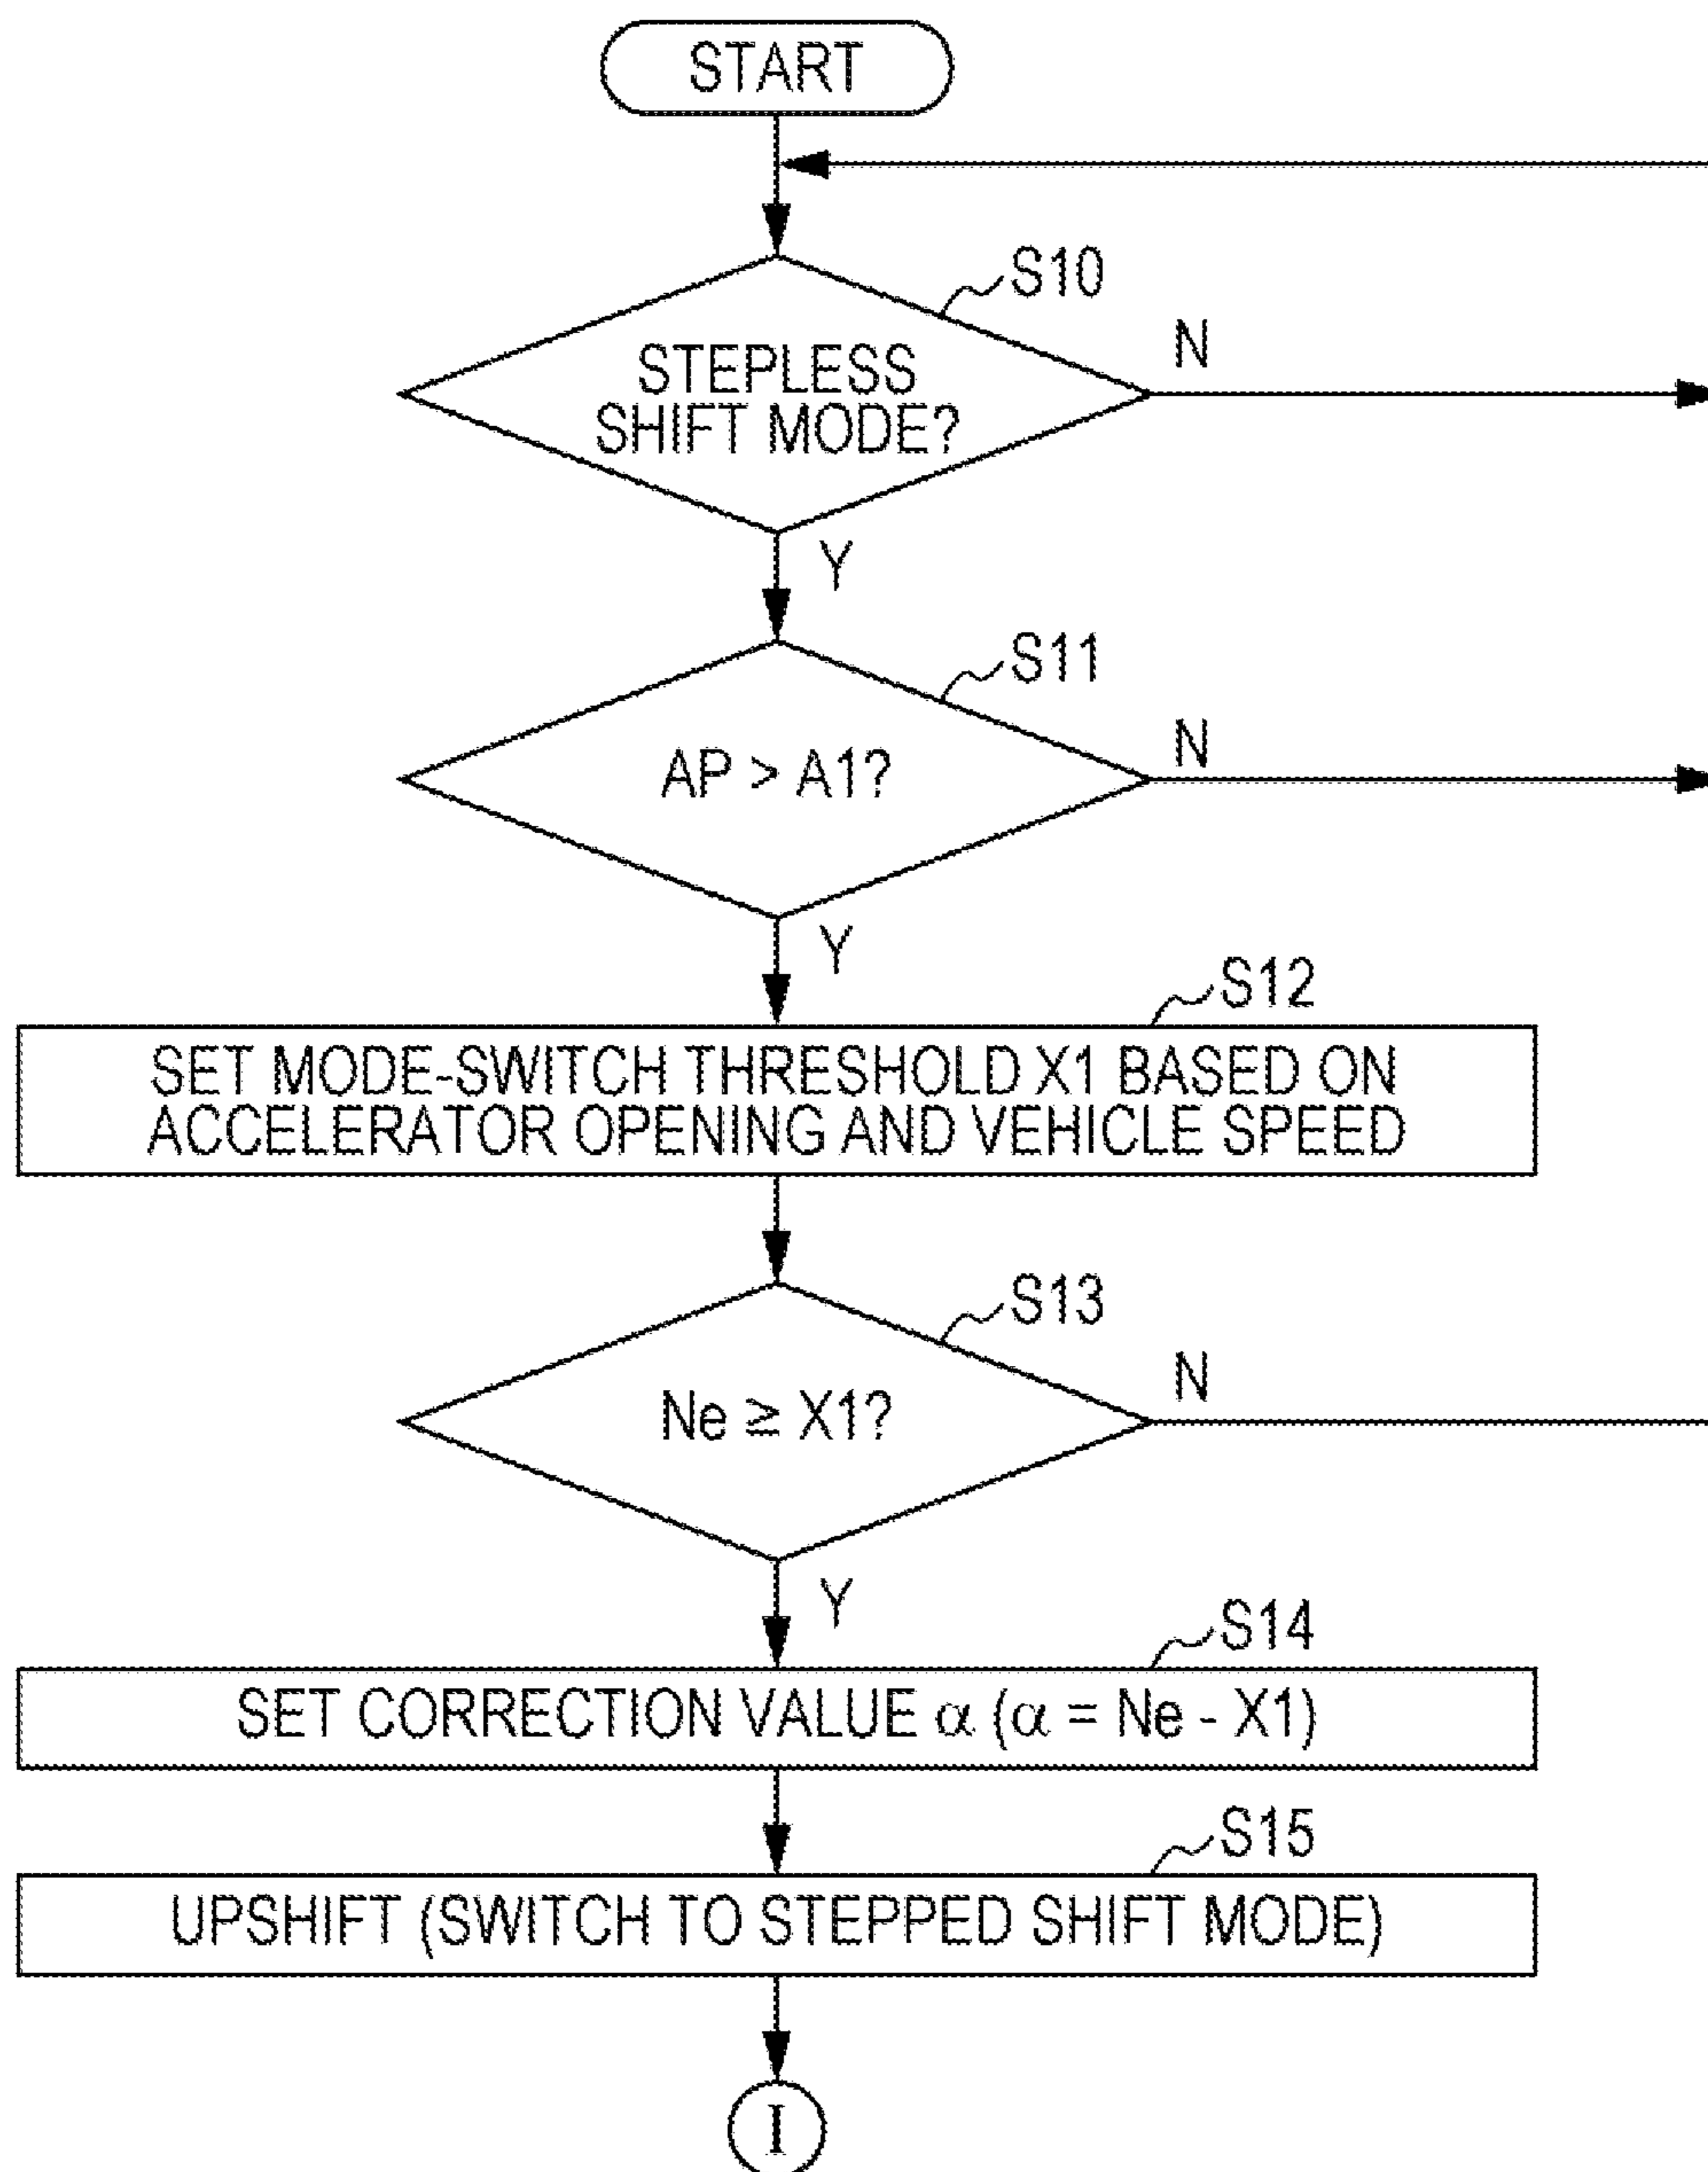 START
S10
STEPLESS
SHIFT MODE?
N
Y
S11
AP > A1?
N
Y
S12
SET MODE-SWITCH THRESHOLD X1 BASED ON
ACCELERATOR OPENING AND VEHICLE SPEED
S13
Ne ≧ X1?
N
Y
S14
SET CORRECTION VALUE α (α = Ne - X1)
S15
UPSHIFT (SWITCH TO STEPPED SHIFT MODE)
I